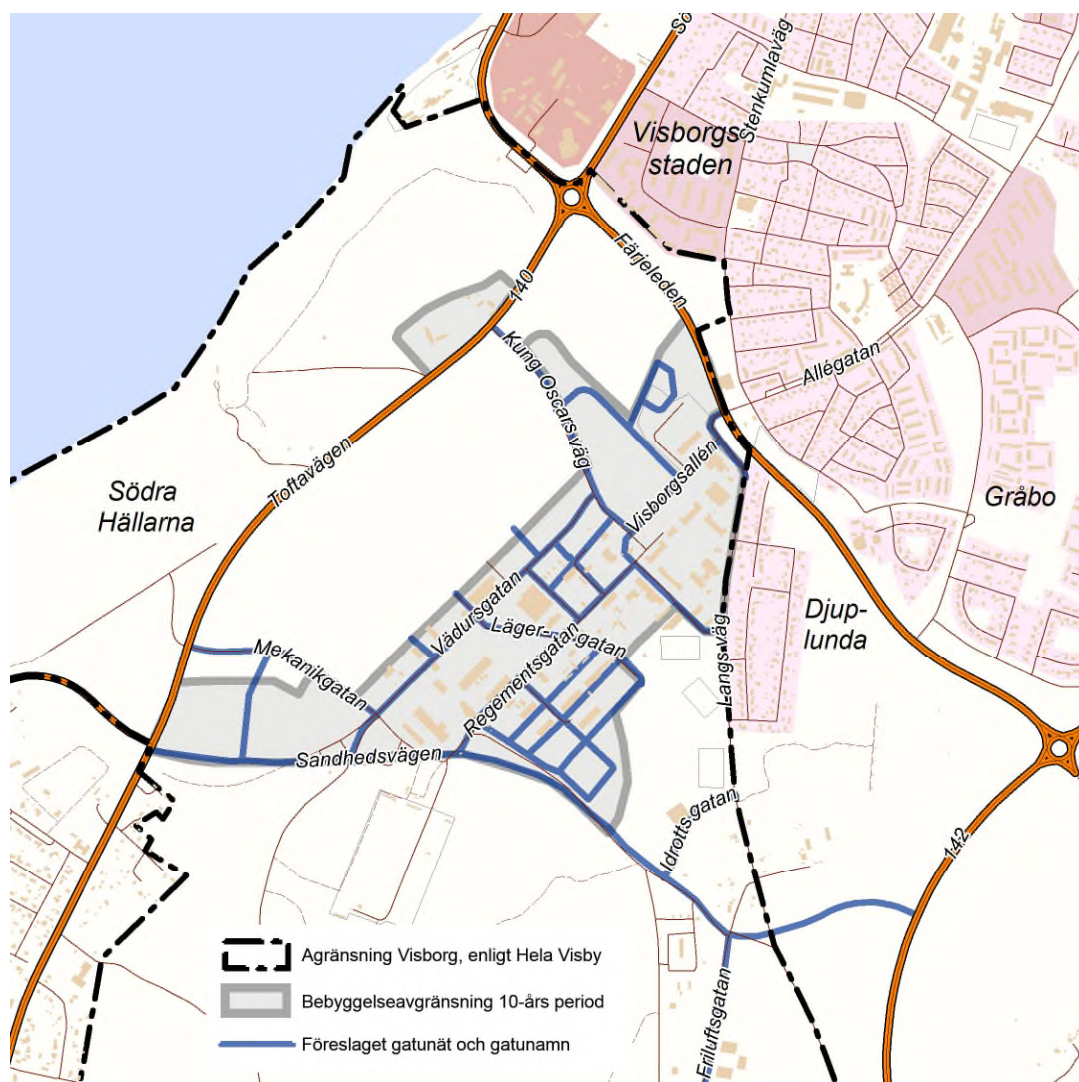 Stenkumlaväg
Visborgs
staden
Färjeleden
140
Kung Oscars väg
Allégatan
Toftavägen
Södra
Hällarna
Visborgsallén
Gråbo
Vädursgatan
Djup-
lunda
Läger-gatan
Langs väg
Mekanikgatan
Regementsgatan
Sandhedsvägen
Idrottsgatan
142
Friluftsgatan
Agränsning Visborg, enligt Hela Visby
Bebyggelseavgränsning 10-års period
Föreslaget gatunät och gatunamn